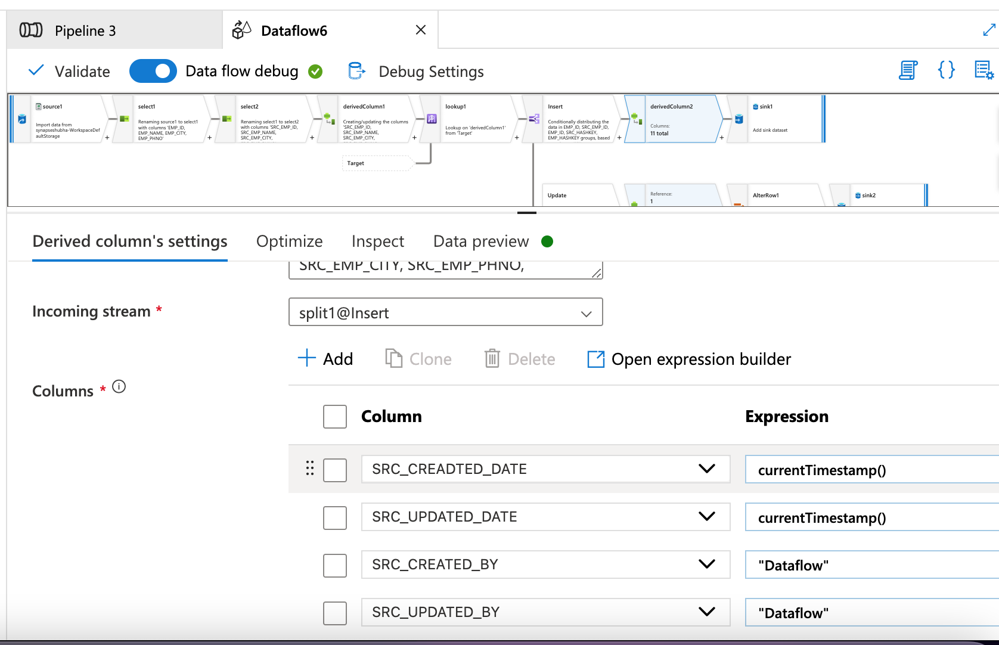 Pipeline 3
Dataflow6
Validate
Data flow debug
Debug Settings
source1
Import data from
synapseshubha-WorkspaceDef
aultStorage
+
select1
Renaming source1 to select1
with columns 'EMP_ID,
EMP_NAME, EMP_CITY,
EMP_PHNO'
+
select2
Renaming select1 to select2
with columns 'SRC_EMP_ID,
SRC_EMP_NAME,
SRC_EMP_CITY,
+
derivedColumn1
Creating/updating the columns
'SRC_EMP_ID,
SRC_EMP_NAME,
SRC_EMP_CITY,
+
lookup1
Lookup on 'derivedColumn1'
from 'Target'
+
Insert
Conditionally distributing the
data in EMP_ID, SRC_EMP_ID,
EMP_ID, SRC_HASHKEY,
EMP_HASHKEY groups, based
+
derivedColumn2
Columns:
11 total
+
sink1
Add sink dataset
Target
Update
Reference:
1
AlterRow1
sink2
Derived column's settings
Optimize
Inspect
Data preview
SRC_EMP_CITY, SRC_EMP_PHNO,
Incoming stream *
split1@Insert
Add
Clone
Delete
Open expression builder
Columns *
Column
Expression
SRC_CREADTED_DATE
currentTimestamp()
SRC_UPDATED_DATE
currentTimestamp()
SRC_CREATED_BY
"Dataflow"
SRC_UPDATED_BY
"Dataflow"